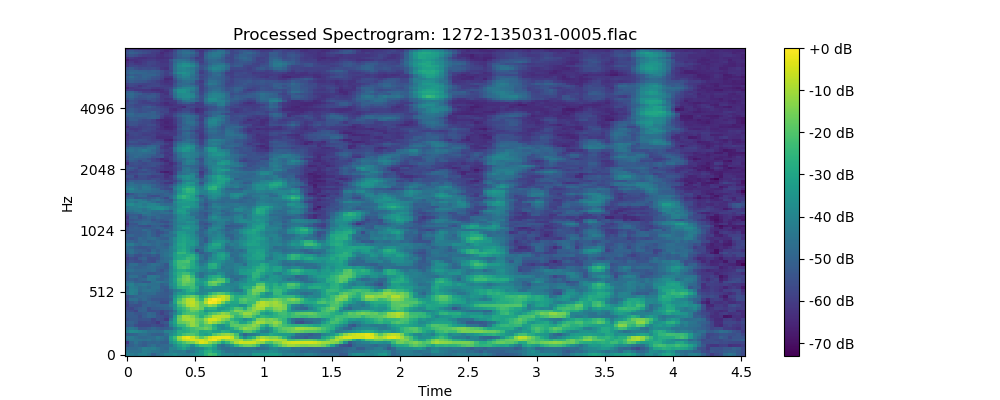 Processed Spectrogram: 1272-135031-0005.flac
Hz
4096
2048
1024
512
0
0 0.5 1 1.5 2 2.5 3 3.5 4 4.5
Time
+0 dB
-10 dB
-20 dB
-30 dB
-40 dB
-50 dB
-60 dB
-70 dB